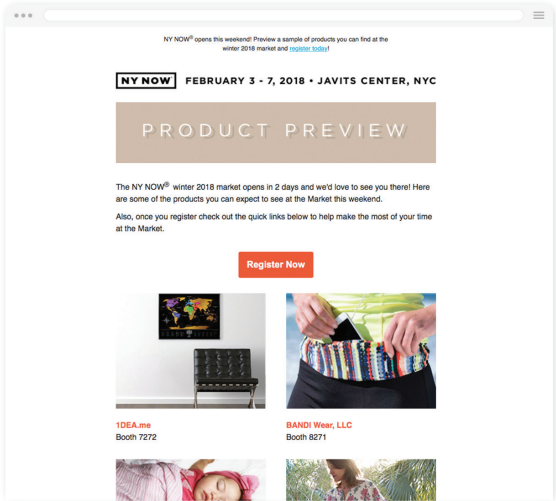 NY NOW® opens this weekend! Preview a sample of products you can find at the
winter 2018 market and register today!
NY NOW FEBRUARY 3 - 7, 2018 • JAVITS CENTER, NYC
PRODUCT PREVIEW
The NY NOW® winter 2018 market opens in 2 days and we'd love to see you there! Here
are some of the products you can expect to see at the Market this weekend.
Also, once you register check out the quick links below to help make the most of your time
at the Market.
Register Now
1DEA.me
Booth 7272
BANDI Wear, LLC
Booth 8271